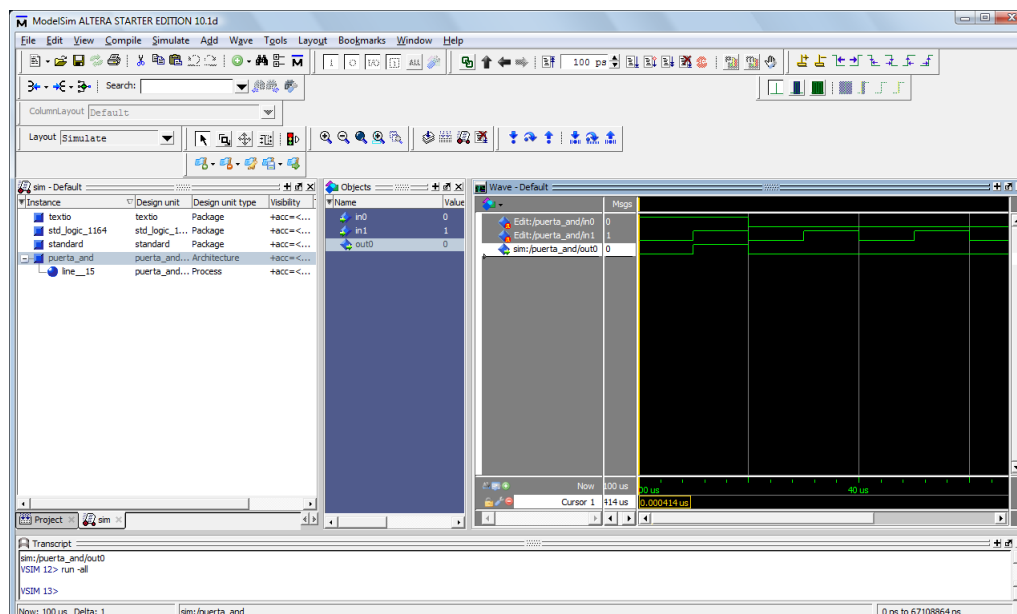 ModelSim ALTERA STARTER EDITION 10.1d
File Edit View Compile Simulate Add Wave Tools Layout Bookmarks Window Help
100 ps
Search:
ColumnLayout Default
Layout Simulate
sim - Default
Instance Design unit Design unit type Visibility
textio textio Package +acc=<...
std_logic_1164 std_logic_1... Package +acc=<...
standard standard Package +acc=<...
puerta_and puerta_and... Architecture +acc=<...
line__15 puerta_and... Process +acc=<...
Project sim
Objects
Name Value
in0 0
in1 1
out0 0
Wave - Default
Msgs
Edit:/puerta_and/in0 0
Edit:/puerta_and/in1 1
sim:/puerta_and/out0 0
Now 100 us 00 us 40 us
Cursor 1 414 us 0.000414 us
Transcript
sim:/puerta_and/out0
VSIM 12> run -all
VSIM 13>
Now: 100 us Delta: 1 sim:/puerta_and 0 ps to 67108864 ps